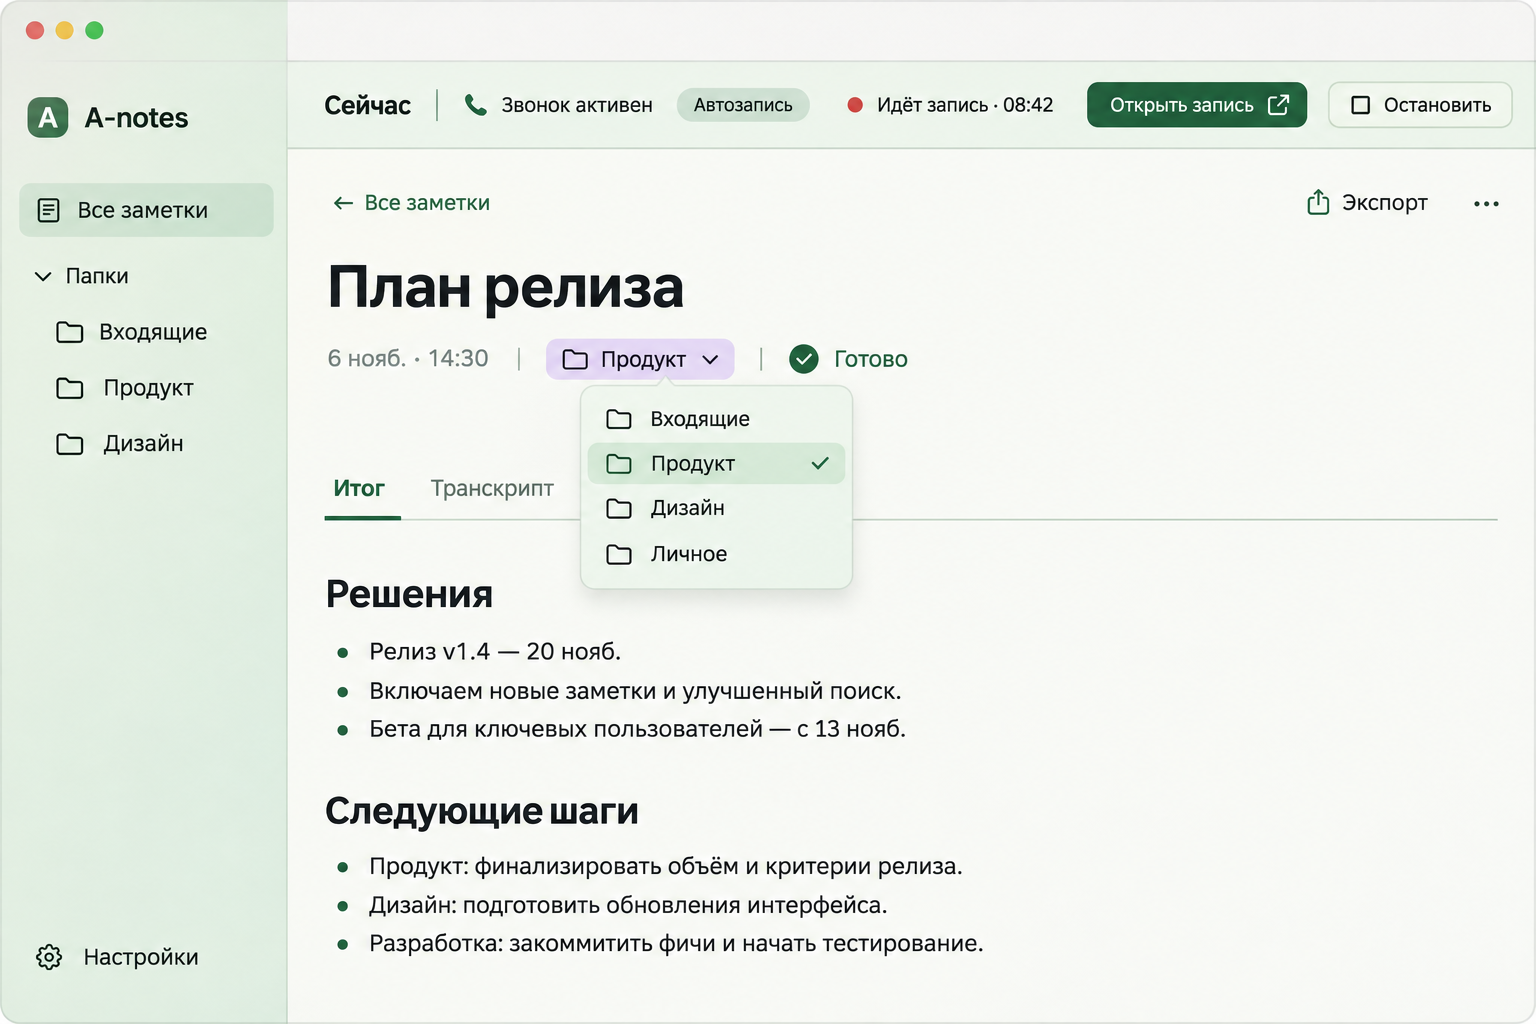 A A-notes
Все заметки
Папки
Входящие
Продукт
Дизайн
Настройки
Сейчас
Звонок активен
Автозапись
Идёт запись · 08:42
Открыть запись
Остановить
← Все заметки
Экспорт
План релиза
6 нояб. · 14:30
Продукт
Готово
Входящие
Продукт
Дизайн
Личное
Итог
Транскрипт
Решения
Релиз v1.4 — 20 нояб.
Включаем новые заметки и улучшенный поиск.
Бета для ключевых пользователей — с 13 нояб.
Следующие шаги
Продукт: финализировать объём и критерии релиза.
Дизайн: подготовить обновления интерфейса.
Разработка: закоммитить фичи и начать тестирование.